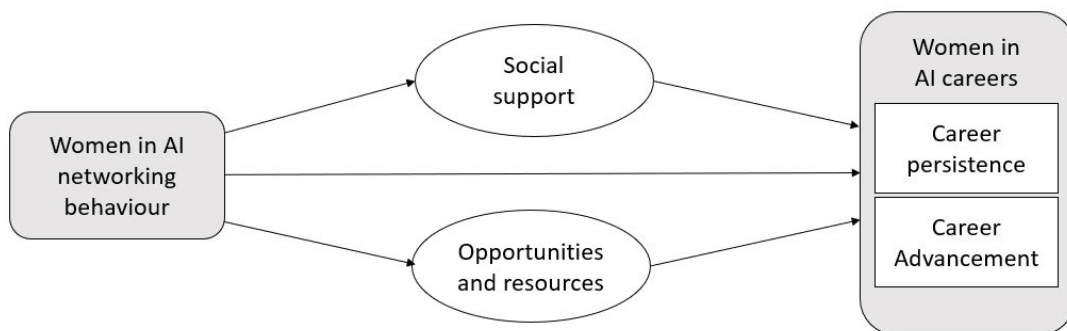 Women in AI
networking
behaviour
Social
support
Opportunities
and resources
Women in
AI careers
Career
persistence
Career
Advancement